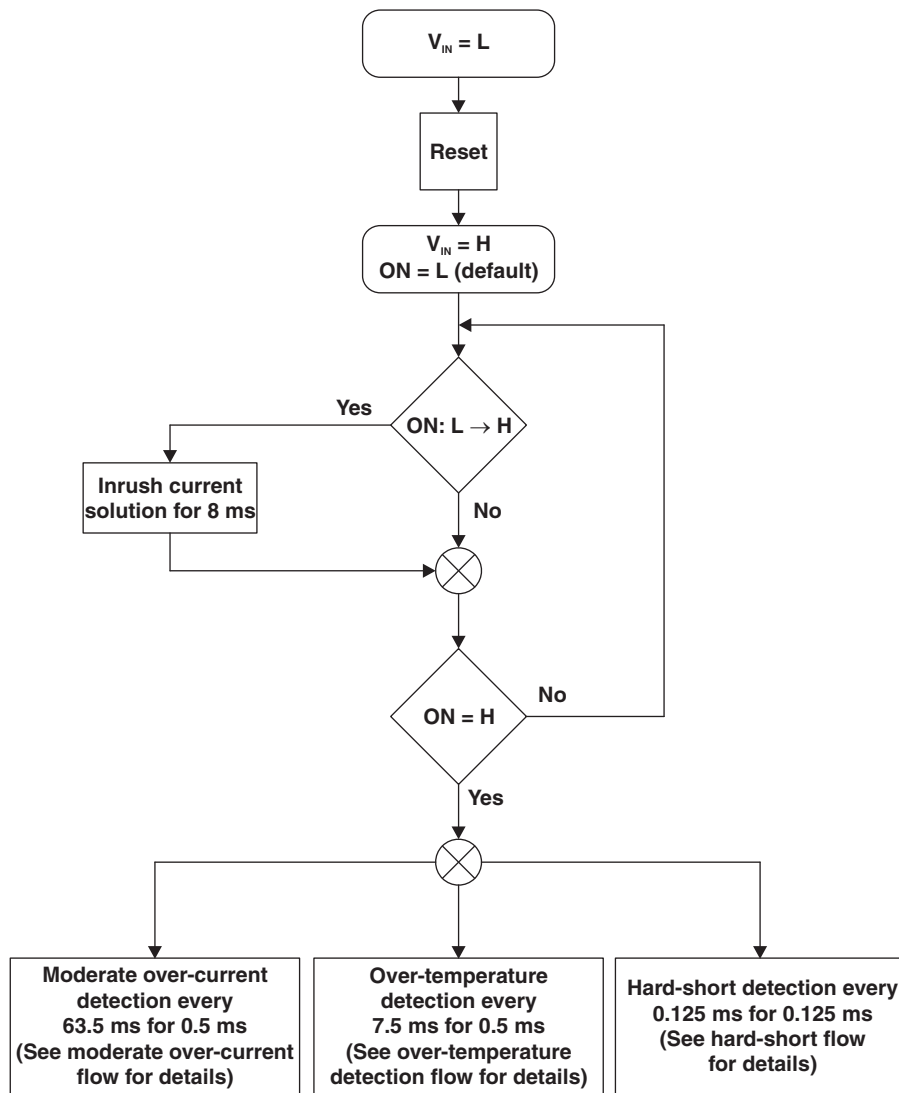 V_IN = L
Reset
V_IN = H
ON = L (default)
Yes
ON: L → H
Inrush current
solution for 8 ms
No
No
ON = H
Yes
Moderate over-current
detection every
63.5 ms for 0.5 ms
(See moderate over-current
flow for details)
Over-temperature
detection every
7.5 ms for 0.5 ms
(See over-temperature
detection flow for details)
Hard-short detection every
0.125 ms for 0.125 ms
(See hard-short flow
for details)